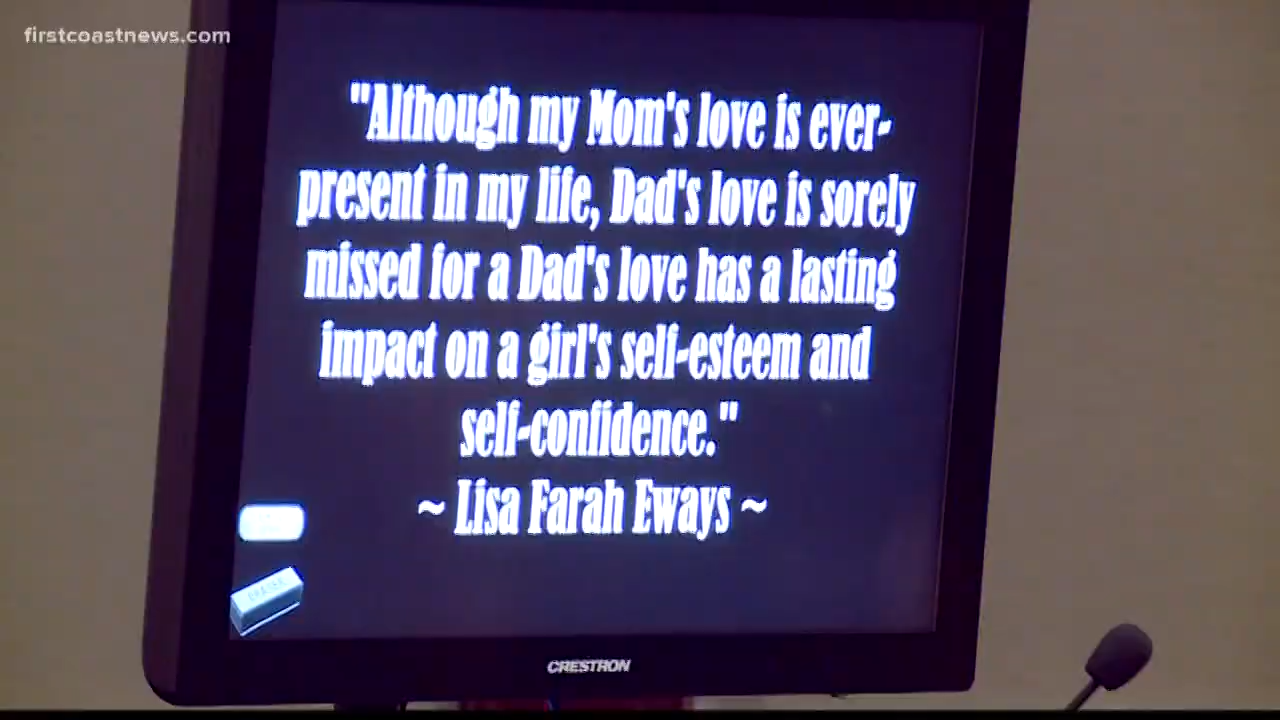 firstcoastnews.com
"Although my Mom's love is ever-
present in my life, Dad's love is sorely
missed for a Dad's love has a lasting
impact on a girl's self-esteem and
self-confidence."
~ Lisa Farah Eways ~
ERASER
CRESTRON